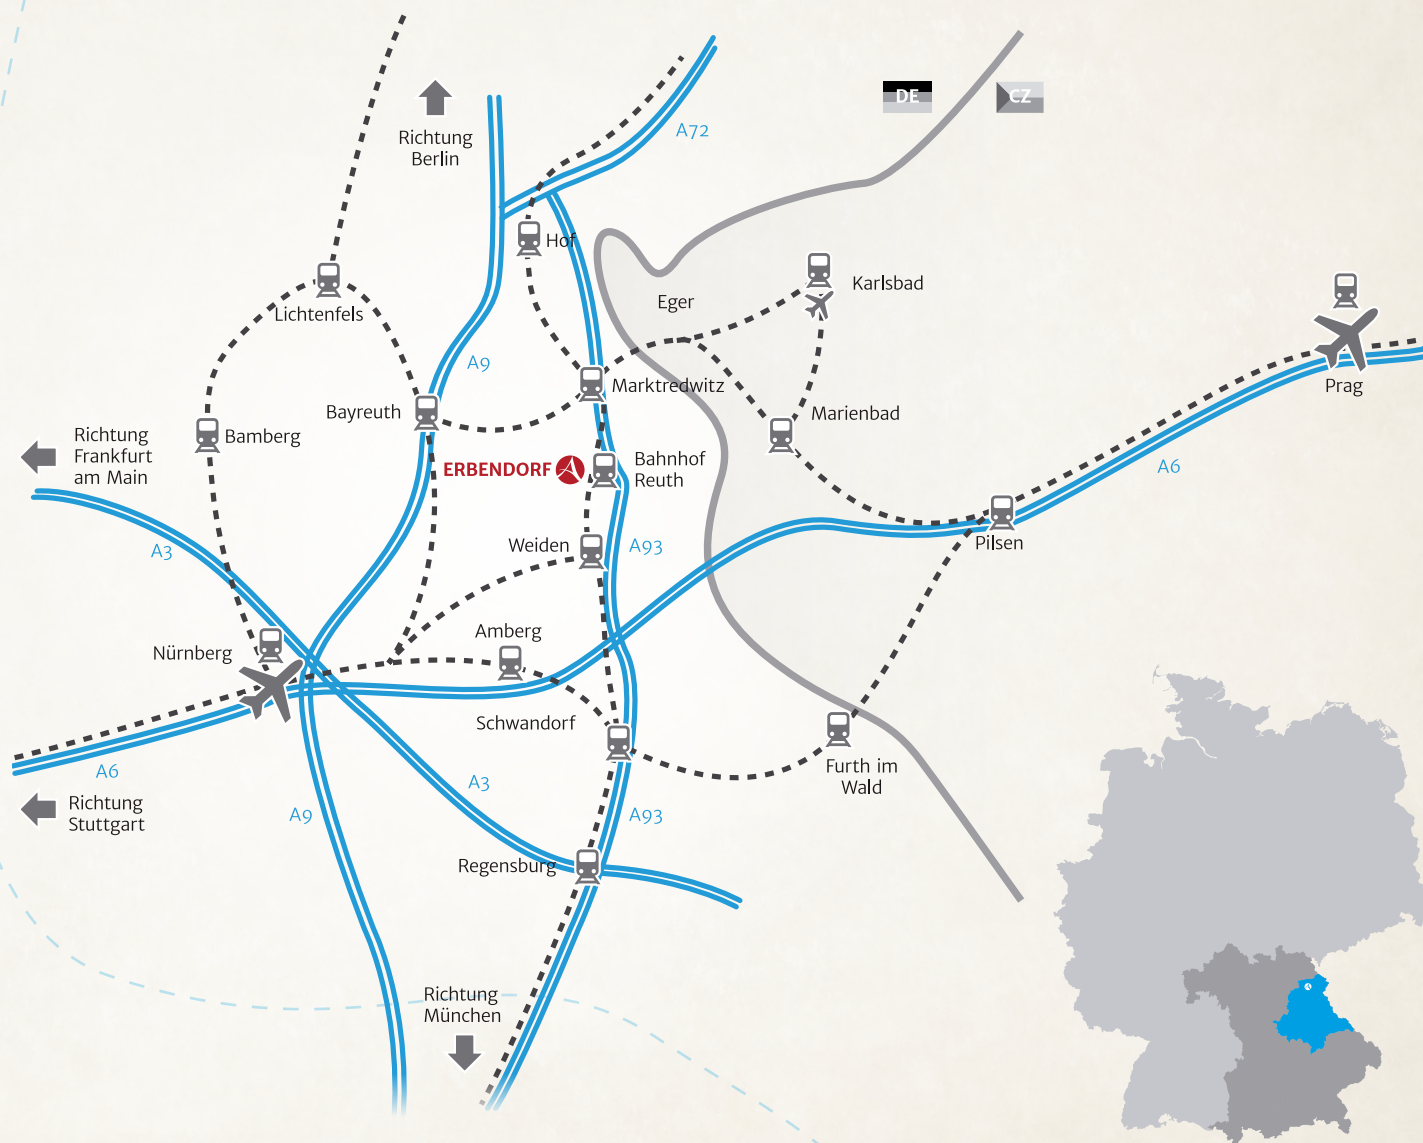 DE
CZ
A72
Richtung
Berlin
Hof
Eger
Karlsbad
Lichtenfels
A9
Marktredwitz
Prag
Bayreuth
Marienbad
Richtung
Frankfurt
am Main
Bamberg
ERBENDORF
Bahnhof
Reuth
A6
A3
Weiden
A93
Pilsen
Amberg
Nürnberg
Schwandorf
A6
A3
Furth im
Wald
Richtung
Stuttgart
A9
A93
Regensburg
Richtung
München